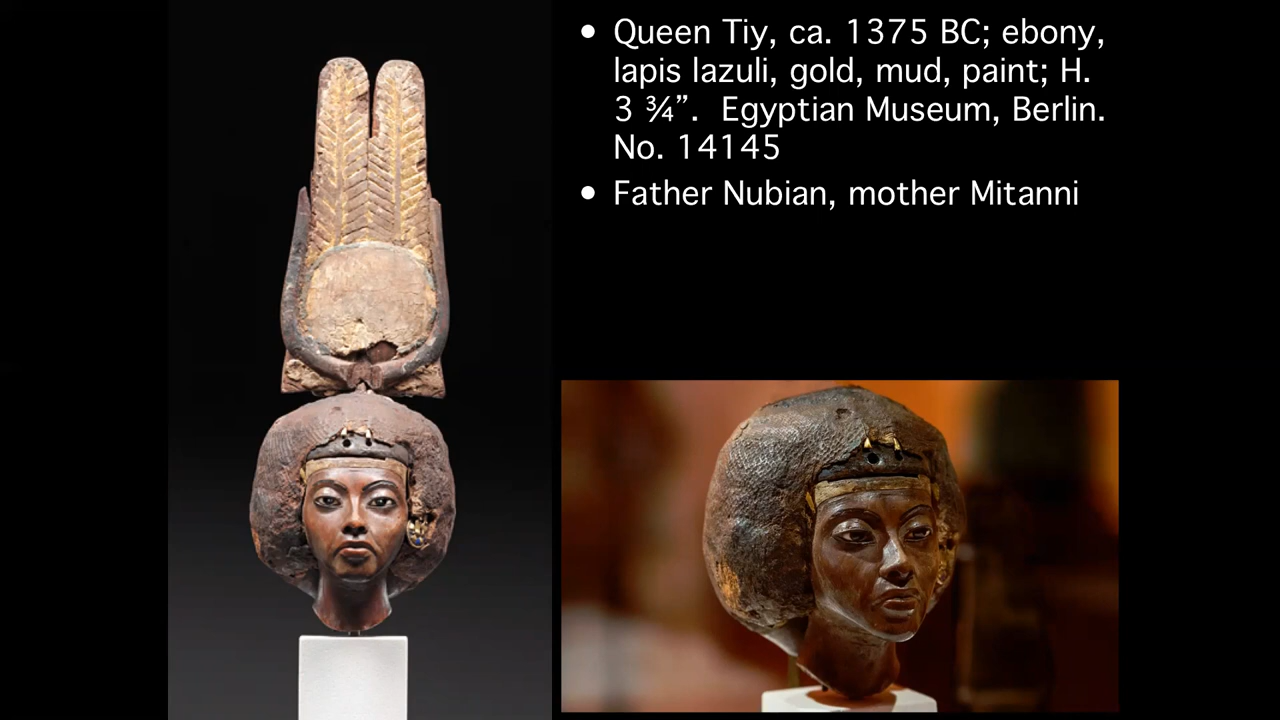 • Queen Tiy, ca. 1375 BC; ebony,
lapis lazuli, gold, mud, paint; H.
3 ¾”. Egyptian Museum, Berlin.
No. 14145
• Father Nubian, mother Mitanni